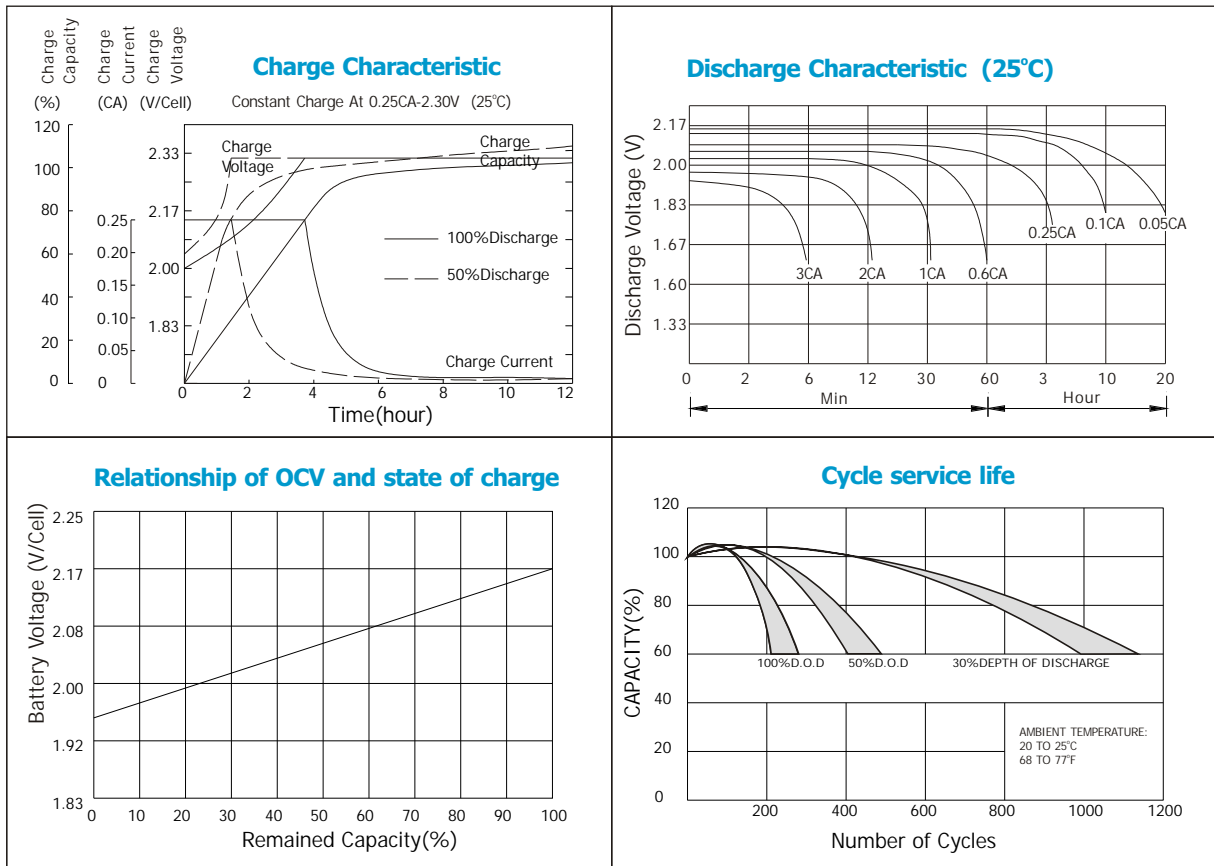 Charge Capacity
Charge Current
Charge Voltage
(%)
(CA)
(V/Cell)
Charge Characteristic
Constant Charge At 0.25CA-2.30V (25°C)
120
100
80
60
40
20
0
0.25
0.20
0.15
0.10
0.05
0
2.33
2.17
2.00
1.83
Charge Voltage
Charge Capacity
100%Discharge
50%Discharge
Charge Current
0 2 4 6 8 10 12
Time(hour)
Discharge Characteristic (25°C)
Discharge Voltage (V)
2.17
2.00
1.83
1.67
1.60
1.33
3CA 2CA 1CA 0.6CA 0.25CA 0.1CA 0.05CA
0 2 6 12 30 60 3 10 20
Min Hour
Relationship of OCV and state of charge
Battery Voltage (V/Cell)
2.25
2.17
2.08
2.00
1.92
1.83
0 10 20 30 40 50 60 70 80 90 100
Remained Capacity(%)
Cycle service life
CAPACITY(%)
120
100
80
60
40
20
0
100%D.O.D 50%D.O.D 30%DEPTH OF DISCHARGE
AMBIENT TEMPERATURE:
20 TO 25°C
68 TO 77°F
200 400 600 800 1000 1200
Number of Cycles